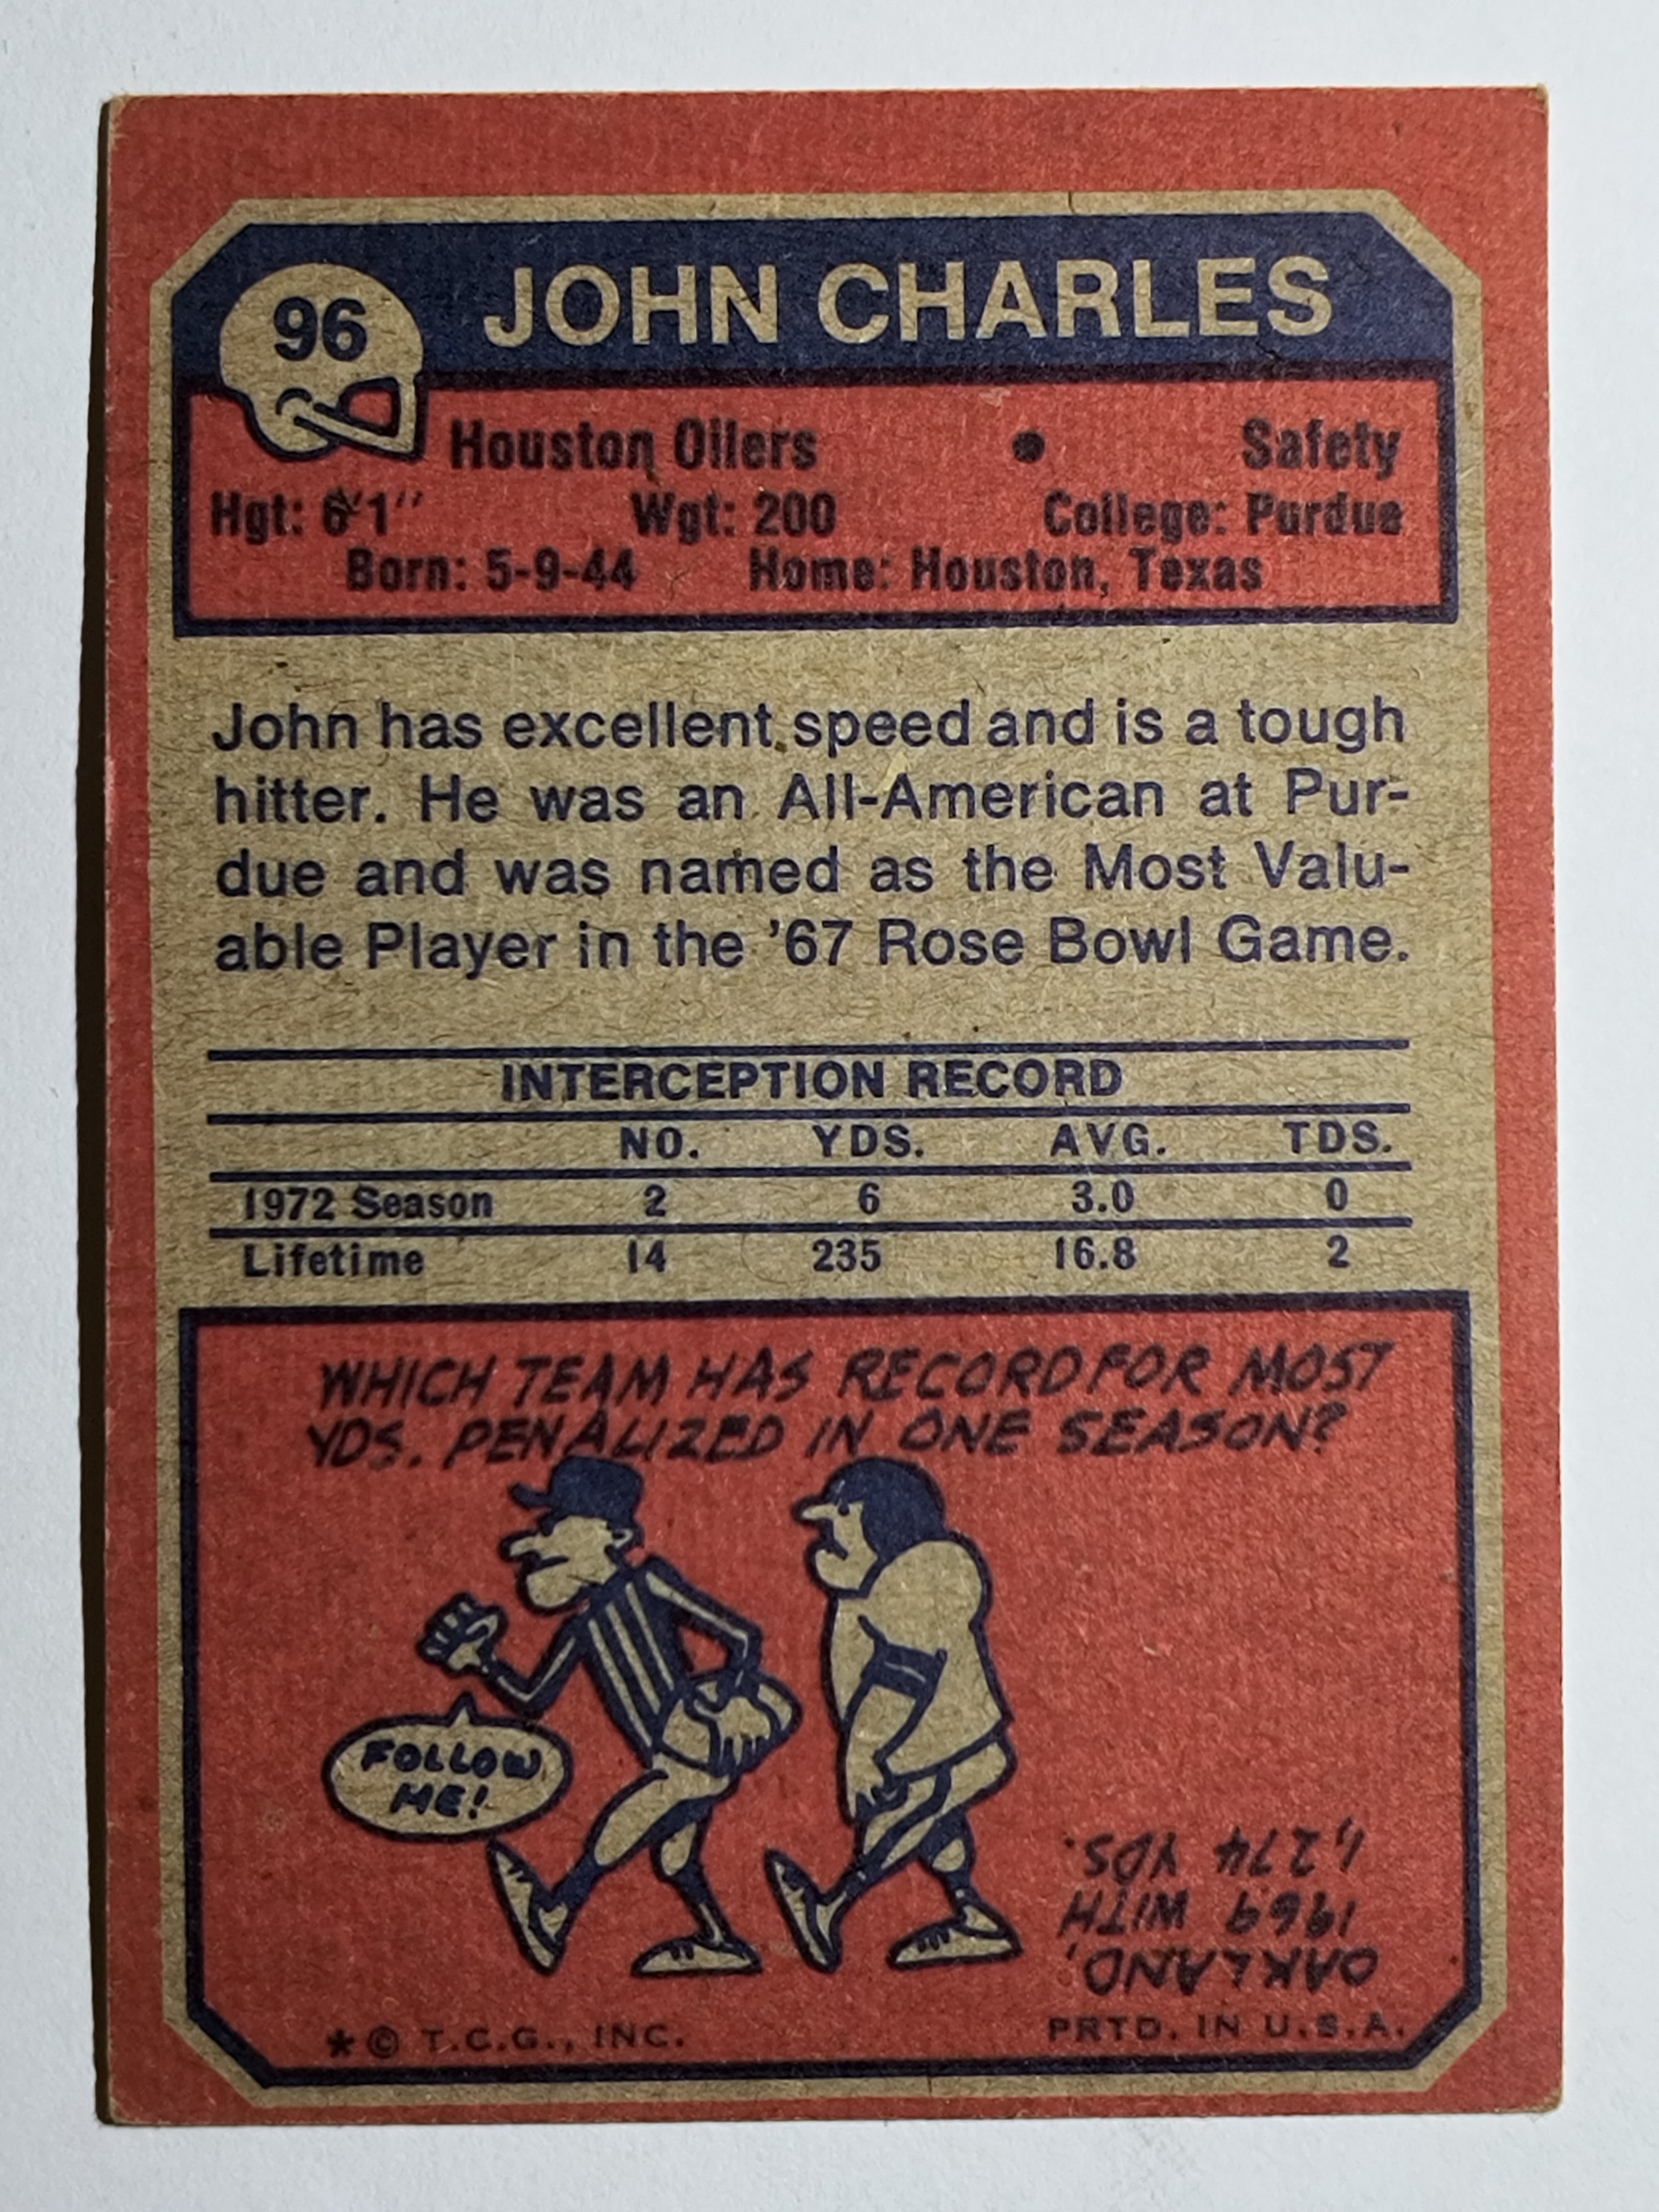 96 JOHN CHARLES
Houston Oilers • Safety
Hgt: 6'1" Wgt: 200 College: Purdue
Born: 5-9-44 Home: Houston, Texas
John has excellent speed and is a tough
hitter. He was an All-American at Pur-
due and was named as the Most Valu-
able Player in the '67 Rose Bowl Game.
INTERCEPTION RECORD
NO. YDS. AVG. TDS.
1972 Season 2 6 3.0 0
Lifetime 14 235 16.8 2
WHICH TEAM HAS RECORD FOR MOST
YDS. PENALIZED IN ONE SEASON?
FOLLOW
ME!
OAKLAND,
1969 WITH
1,274 YDS.
*© T.C.G., INC. PRTD. IN U.S.A.